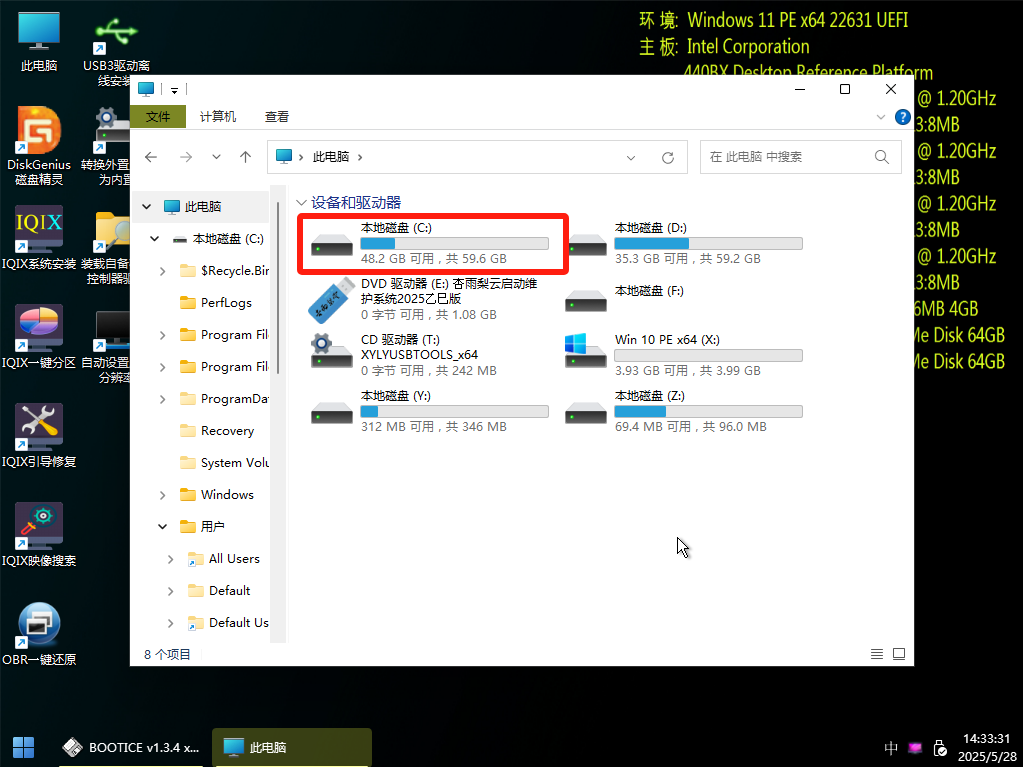 环 境: Windows 11 PE x64 22631 UEFI
主 板: Intel Corporation
440BX Desktop Reference Platform
@ 1.20GHz
3:8MB
@ 1.20GHz
3:8MB
@ 1.20GHz
3:8MB
@ 1.20GHz
3:8MB
6MB 4GB
Me Disk 64GB
Me Disk 64GB
此电脑
USB3驱动离
线安装
DiskGenius
磁盘精灵
转换外置
为内置
IQIX
IQIX系统安装
装载自备
控制器驱
IQIX一键分区
自动设置
分辨率
IQIX引导修复
IQIX映像搜索
OBR一键还原
文件
计算机
查看
此电脑
在 此电脑 中搜索
此电脑
本地磁盘 (C:)
$Recycle.Bin
PerfLogs
Program Fil
Program Fil
ProgramDa
Recovery
System Volu
Windows
用户
All Users
Default
Default Us
设备和驱动器
本地磁盘 (C:)
48.2 GB 可用，共 59.6 GB
本地磁盘 (D:)
35.3 GB 可用，共 59.2 GB
DVD 驱动器 (E:) 杏雨梨云启动维
护系统2025乙巳版
0 字节 可用，共 1.08 GB
本地磁盘 (F:)
CD 驱动器 (T:)
XYLYUSBTOOLS_x64
0 字节 可用，共 242 MB
Win 10 PE x64 (X:)
3.93 GB 可用，共 3.99 GB
本地磁盘 (Y:)
312 MB 可用，共 346 MB
本地磁盘 (Z:)
69.4 MB 可用，共 96.0 MB
8 个项目
BOOTICE v1.3.4 x...
此电脑
中
14:33:31
2025/5/28